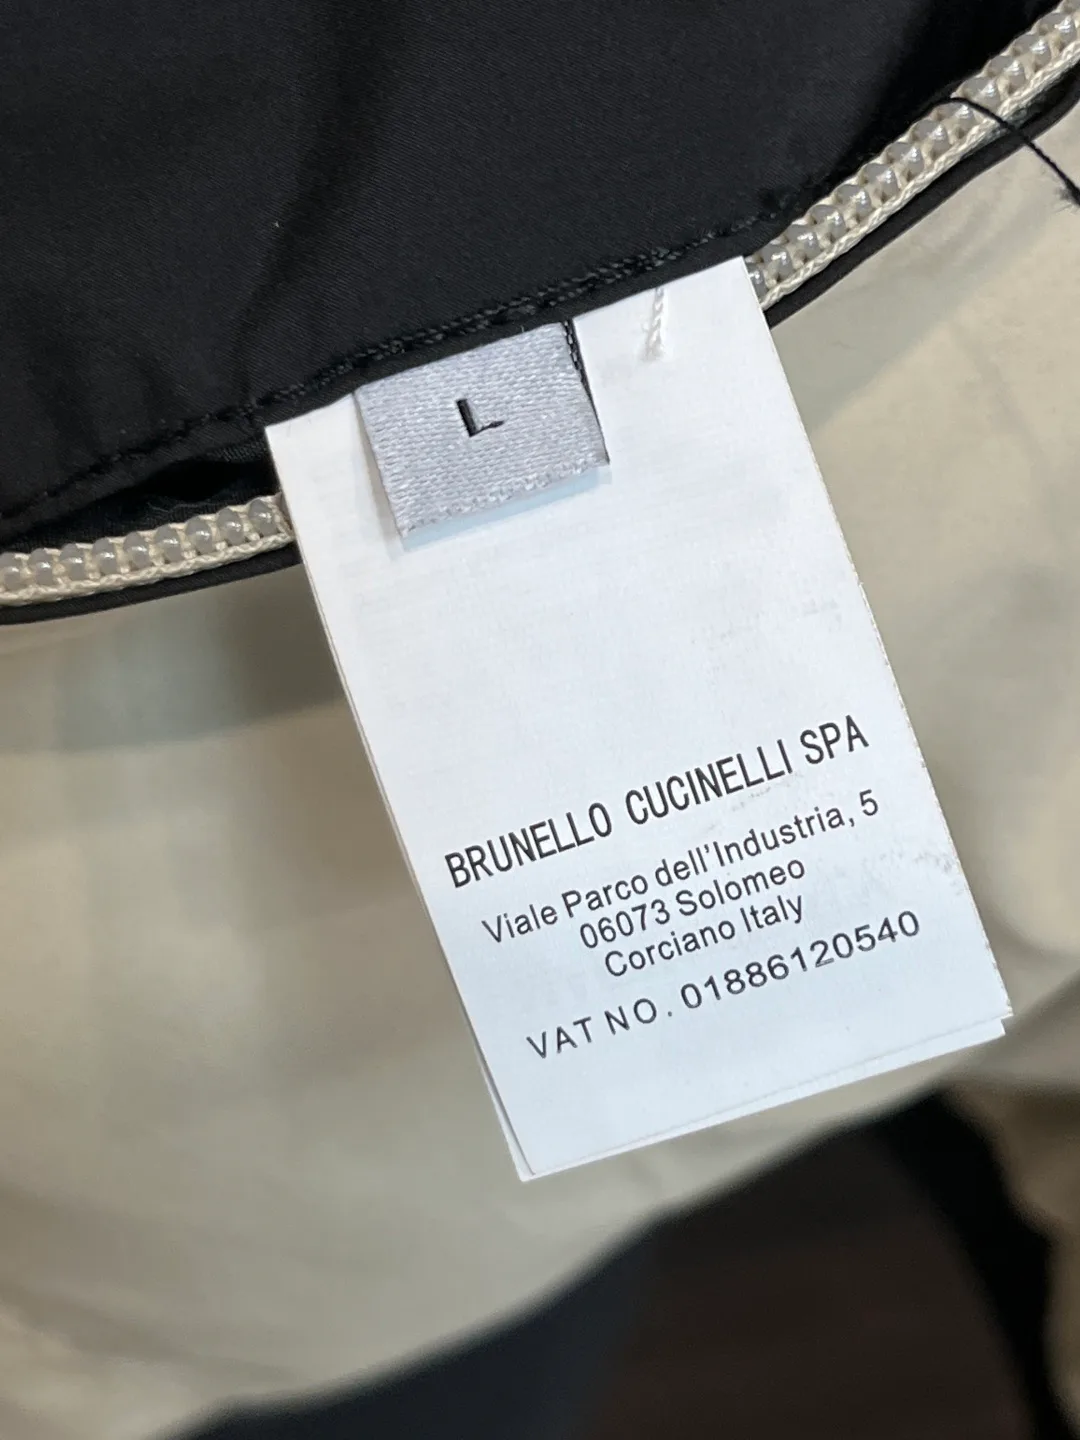 L
BRUNELLO CUCINELLI SPA
Viale Parco dell'Industria, 5
06073 Solomeo
Corciano Italy
VAT NO. 01886120540